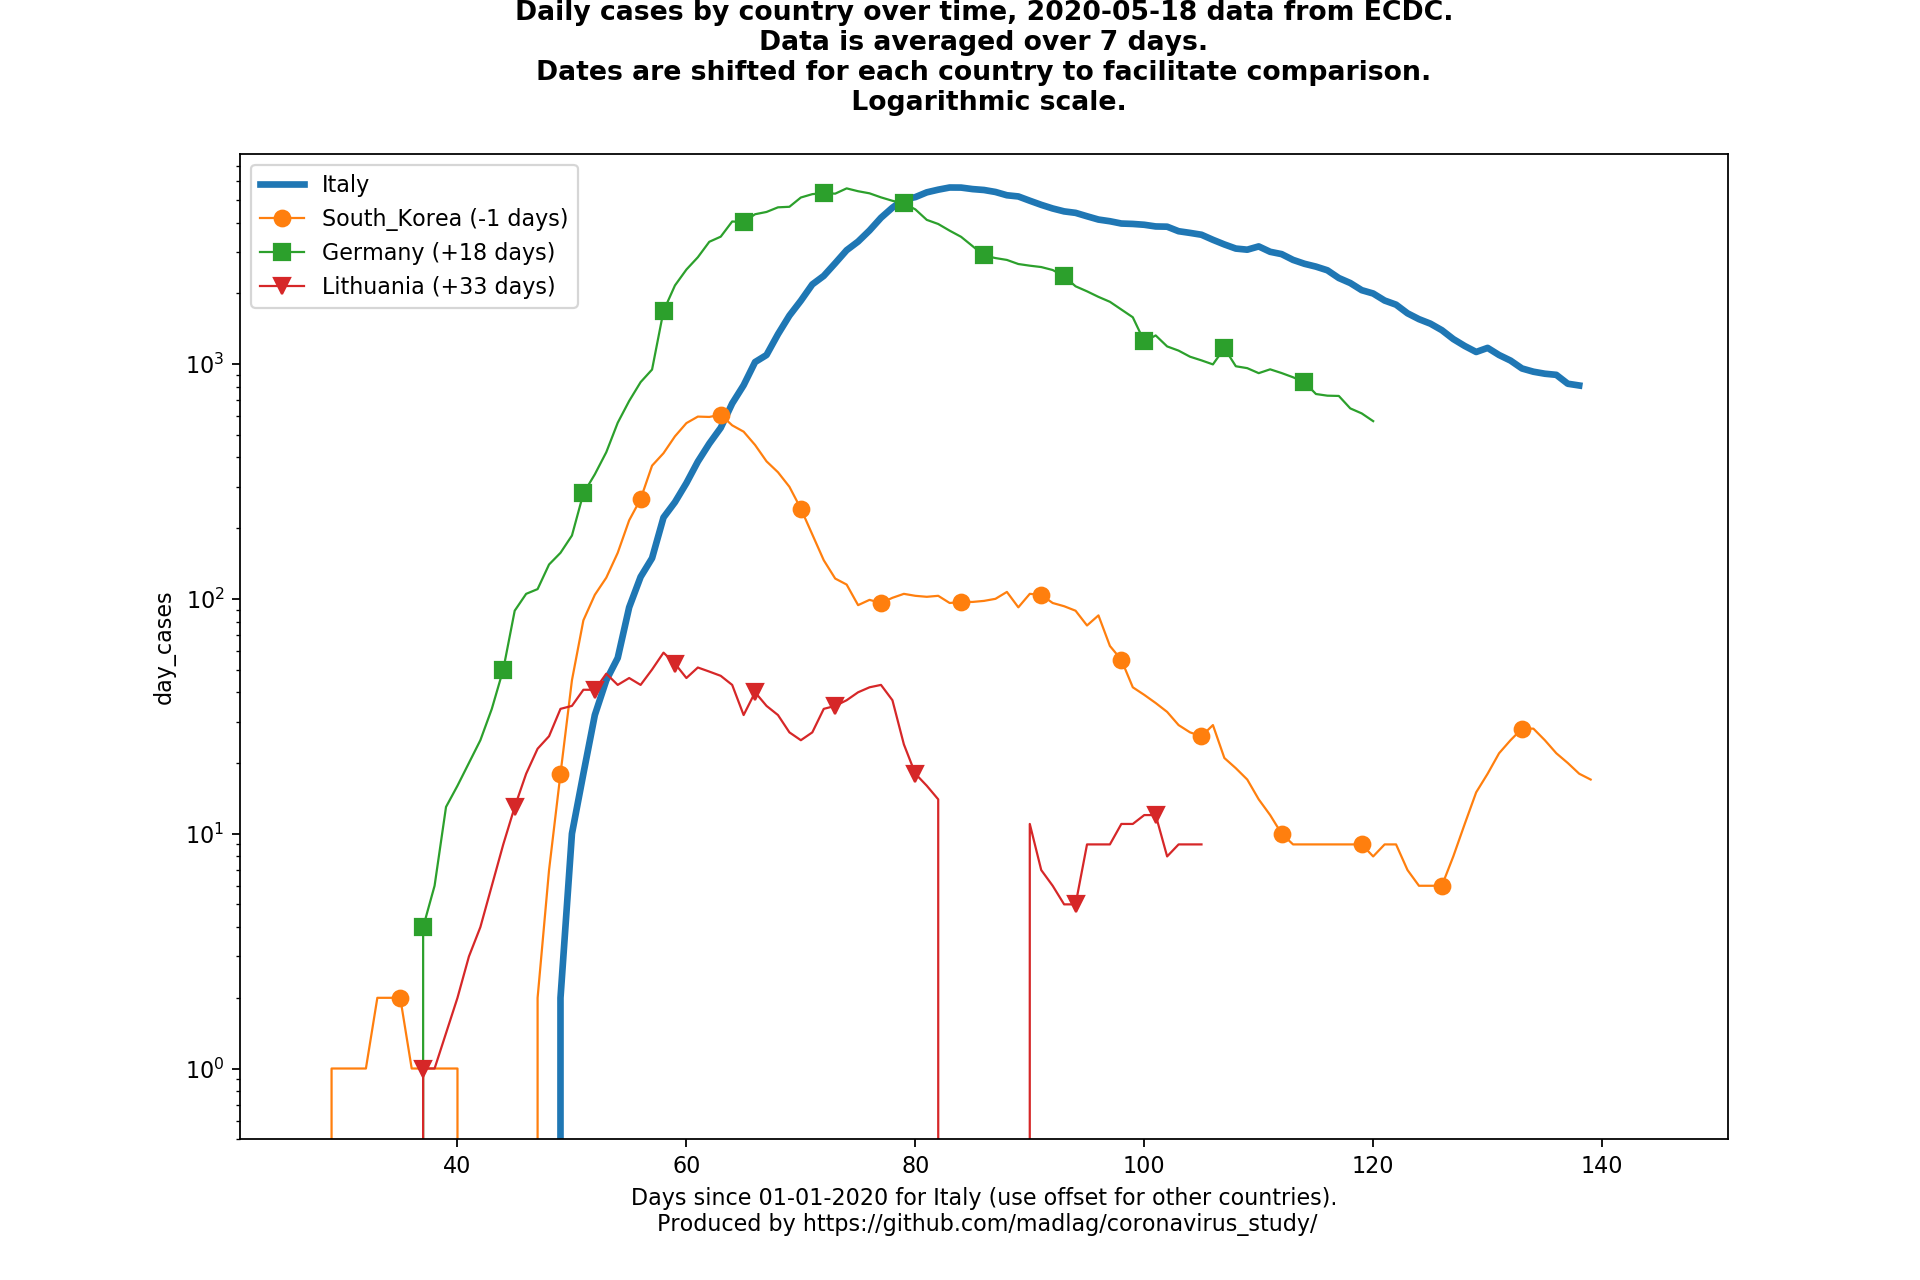 Daily cases by country over time, 2020-05-18 data from ECDC.
Data is averaged over 7 days.
Dates are shifted for each country to facilitate comparison.
Logarithmic scale.
Italy
South_Korea (-1 days)
Germany (+18 days)
Lithuania (+33 days)
day_cases
10³
10²
10¹
10⁰
40 60 80 100 120 140
Days since 01-01-2020 for Italy (use offset for other countries).
Produced by https://github.com/madlag/coronavirus_study/